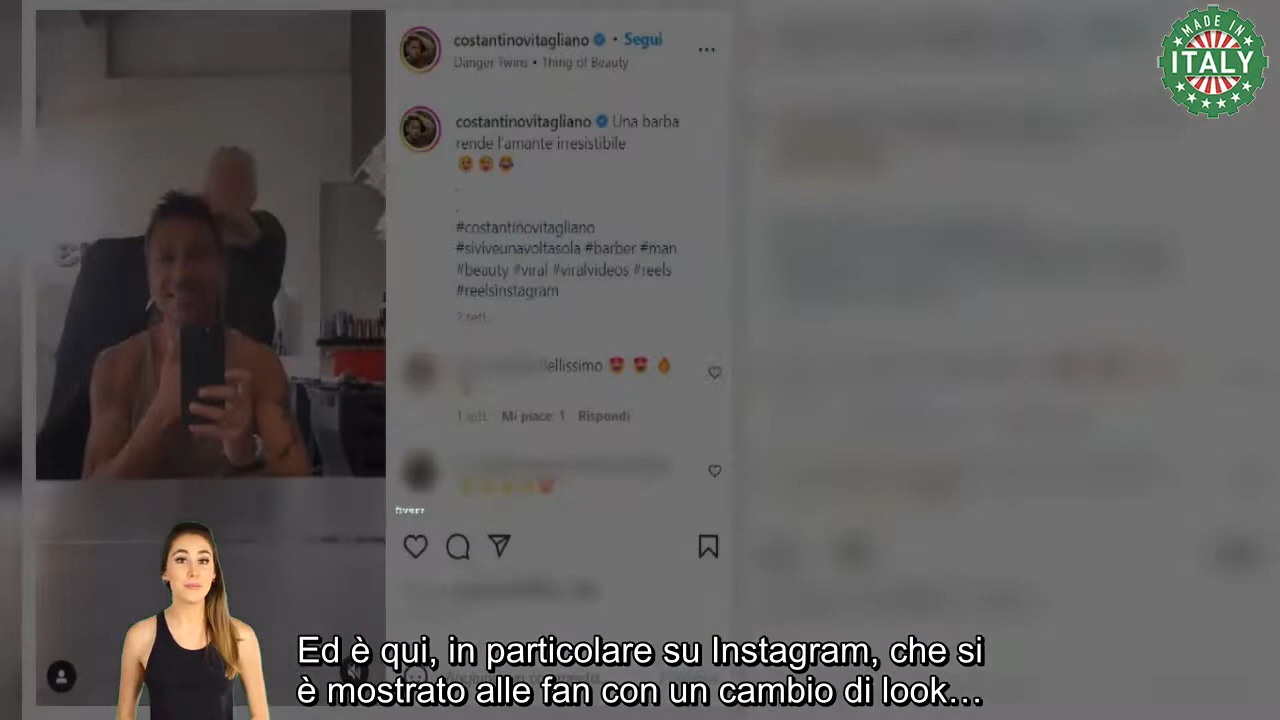 MADE IN
ITALY
costantinovitagliano • Segui
Danger Twins • Thing of Beauty
costantinovitagliano Una barba
rende l'amante irresistibile
😘 😜 😂
.
.
#costantinovitagliano
#siviveunavoltasola #barber #man
#beauty #viral #viralvideos #reels
#reelsinstagram
ellissimo 😍 😍 🔥
Mi piace: 1 Rispondi
fiverr
Ed è qui, in particolare su Instagram, che si
è mostrato alle fan con un cambio di look...